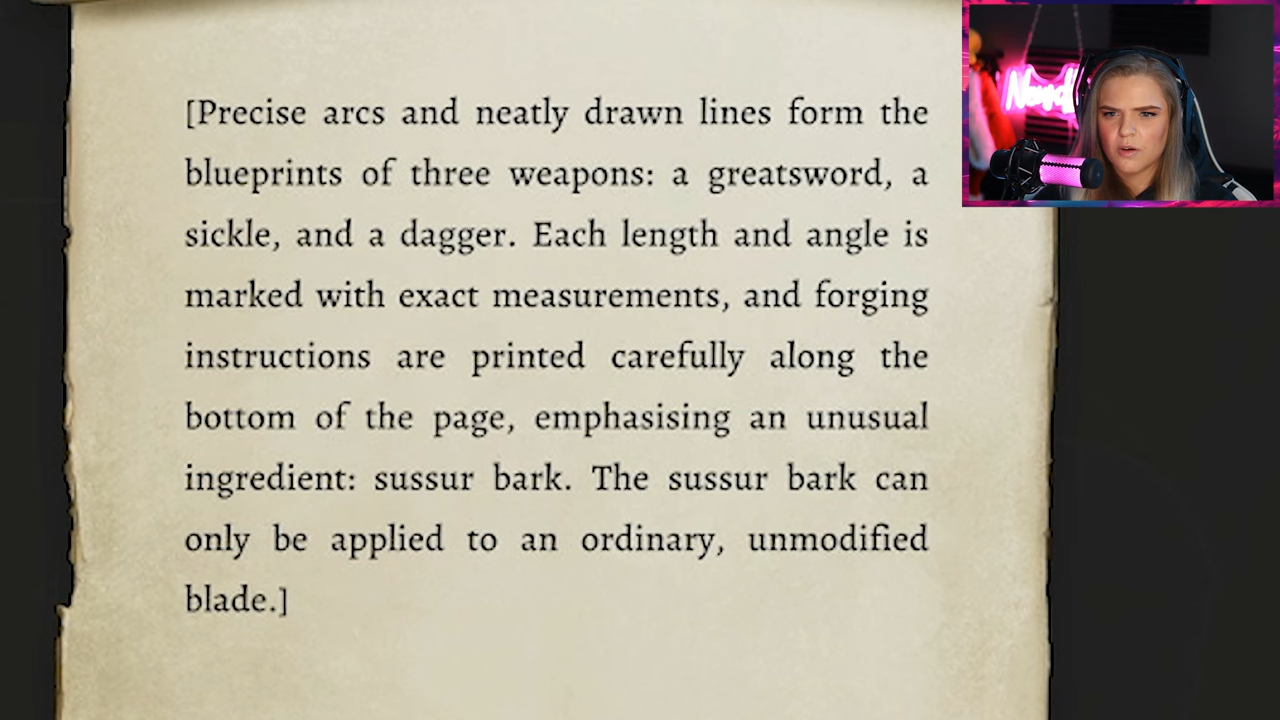 [Precise arcs and neatly drawn lines form the
blueprints of three weapons: a greatsword, a
sickle, and a dagger. Each length and angle is
marked with exact measurements, and forging
instructions are printed carefully along the
bottom of the page, emphasising an unusual
ingredient: sussur bark. The sussur bark can
only be applied to an ordinary, unmodified
blade.]